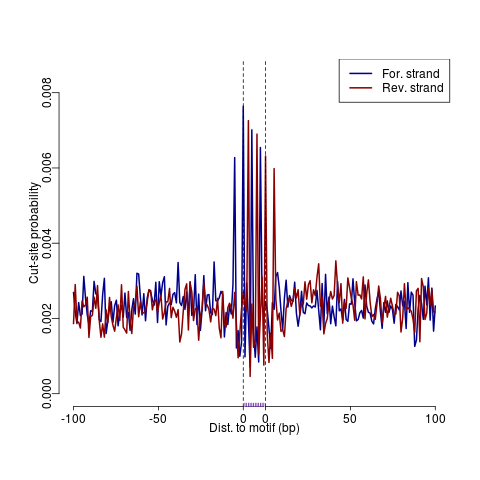 For. strand
Rev. strand
Cut-site probability
0.000
0.002
0.004
0.006
0.008
-100
-50
0
0
50
100
Dist. to motif (bp)